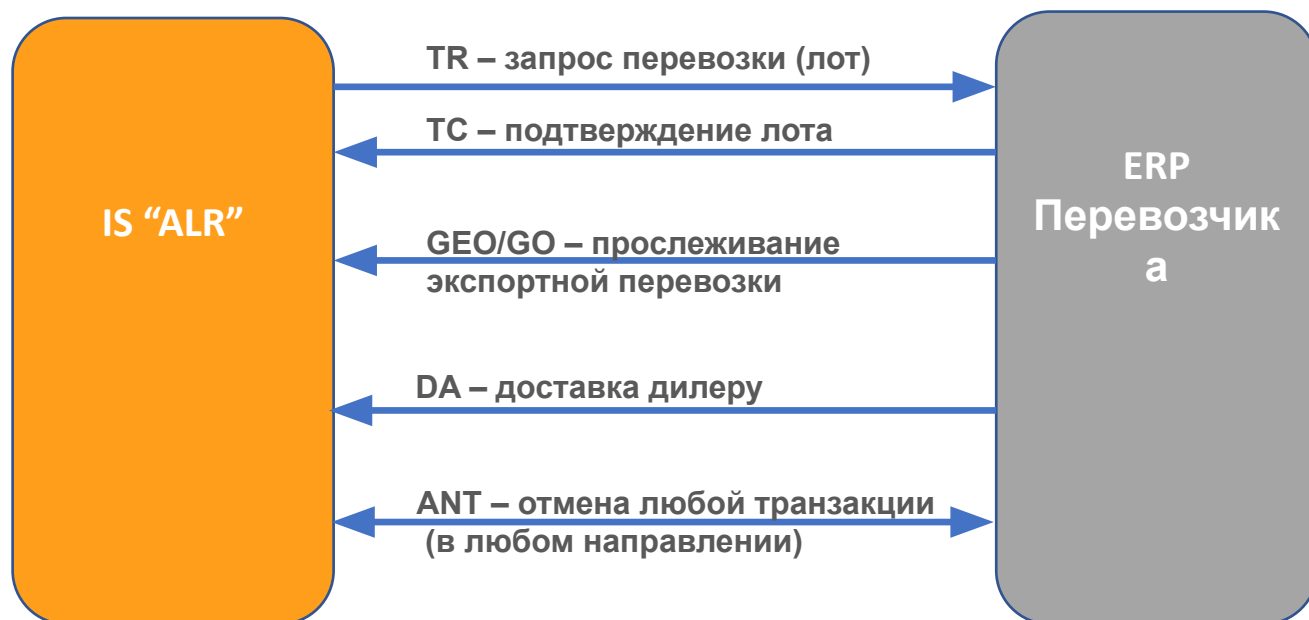 TR – запрос перевозки (лот)
TC – подтверждение лота
IS “ALR”
GEO/GO – прослеживание
экспортной перевозки
DA – доставка дилеру
ANT – отмена любой транзакции
(в любом направлении)
ERP
Перевозчик
а